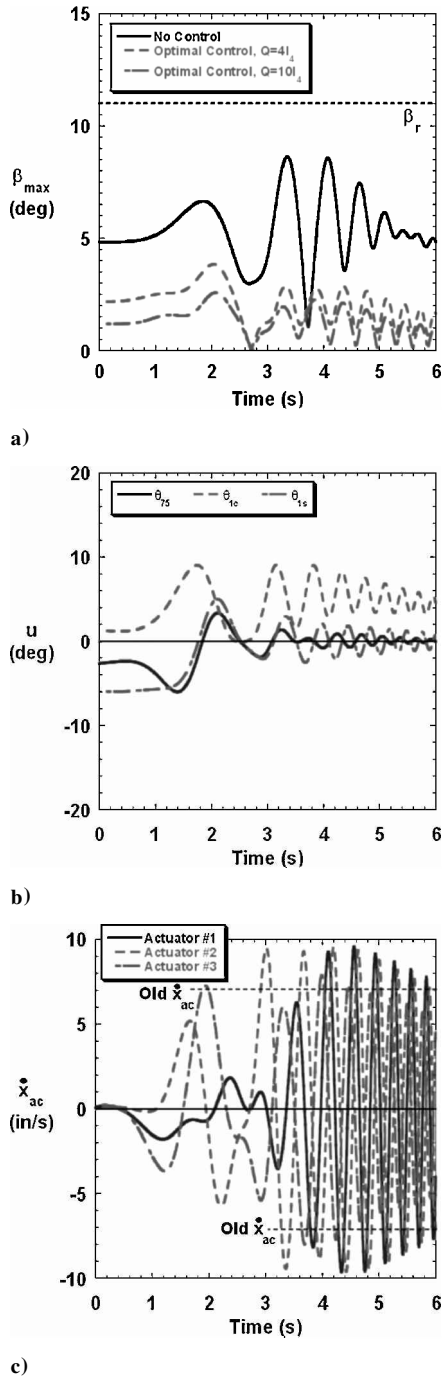 15
No Control
Optimal Control, Q=4I4
Optimal Control, Q=10I4
10
βr
βmax
(deg)
5
0
0 1 2 3 4 5 6
Time (s)
a)
20
θ75 θ1c θ1s
10
u
(deg)
0
-10
-20
0 1 2 3 4 5 6
Time (s)
b)
Actuator #1
Actuator #2
Actuator #3
10
Old ẋac
5
ẋac
(in/s)
0
-5
Old ẋac
-10
0 1 2 3 4 5 6
Time (s)
c)